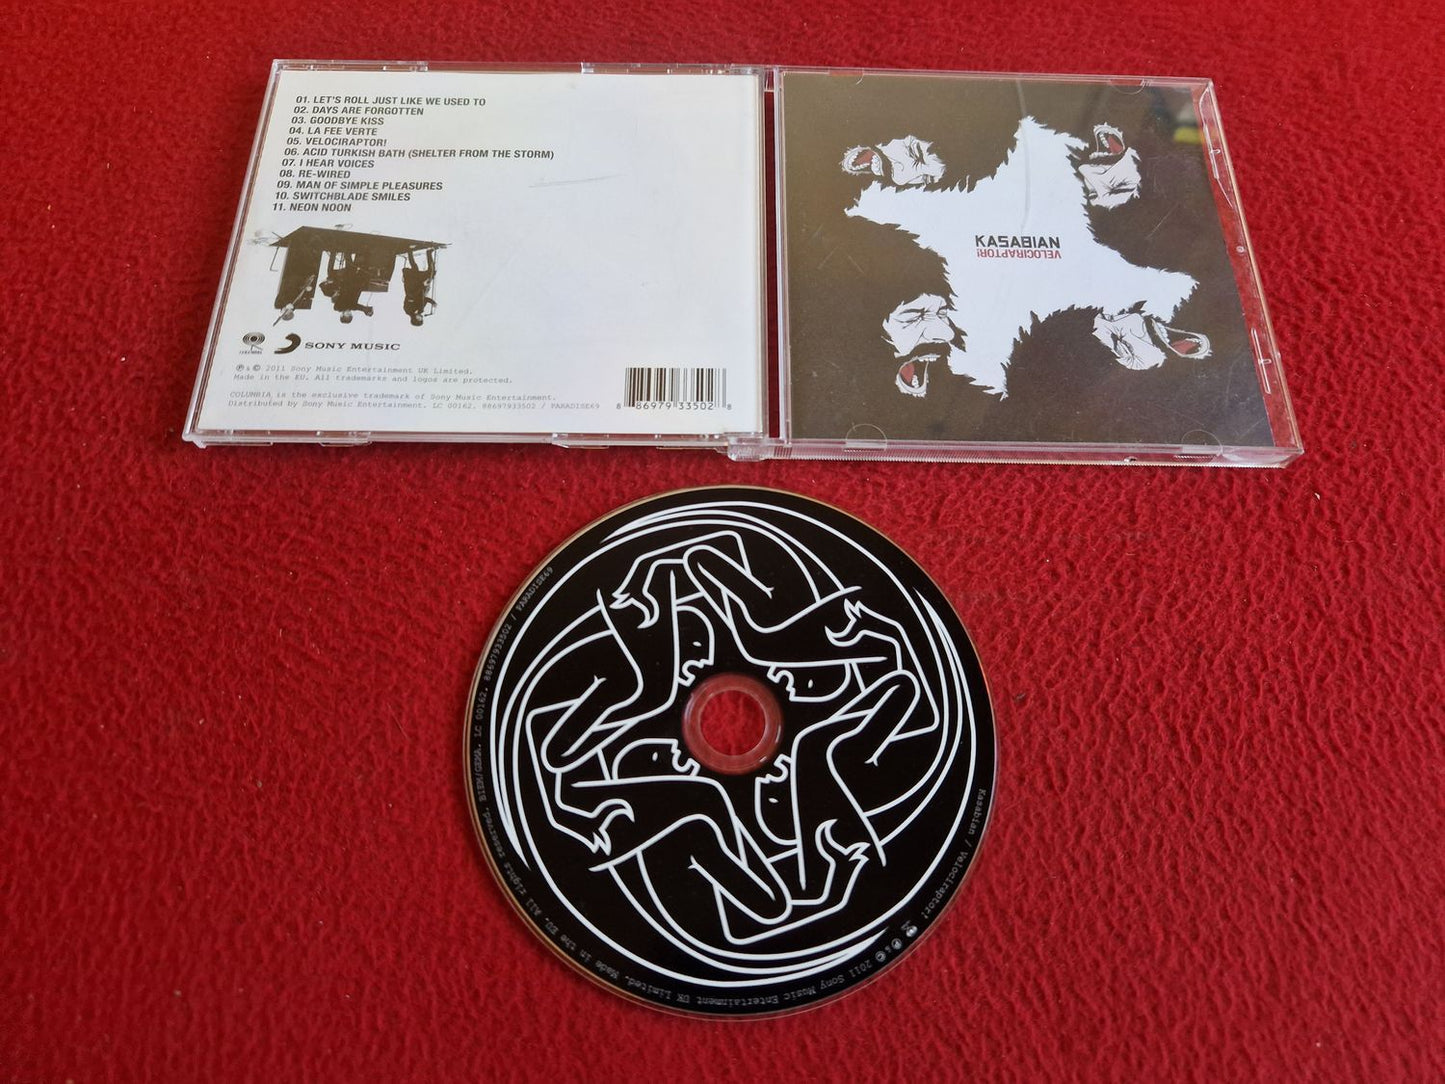 01. LET'S ROLL JUST LIKE WE USED TO
02. DAYS ARE FORGOTTEN
03. GOODBYE KISS
04. LA FEE VERTE
05. VELOCIRAPTOR!
06. ACID TURKISH BATH (SHELTER FROM THE STORM)
07. I HEAR VOICES
08. RE-WIRED
09. MAN OF SIMPLE PLEASURES
10. SWITCHBLADE SMILES
11. NEON NOON
COLUMBIA
SONY MUSIC
℗ & © 2011 Sony Music Entertainment UK Limited.
Made in the EU. All trademarks and logos are protected.
COLUMBIA is the exclusive trademark of Sony Music Entertainment.
Distributed by Sony Music Entertainment. LC 00162. 88697933502 / PARADISE69
8 86979 33502 8
KASABIAN
VELOCIRAPTOR!
Kasabian / Velociraptor!
℗ & © 2011 Sony Music Entertainment UK Limited. Made in the EU. All rights reserved. BIEM/GEMA. LC 00162. 88697933502 / PARADISE69